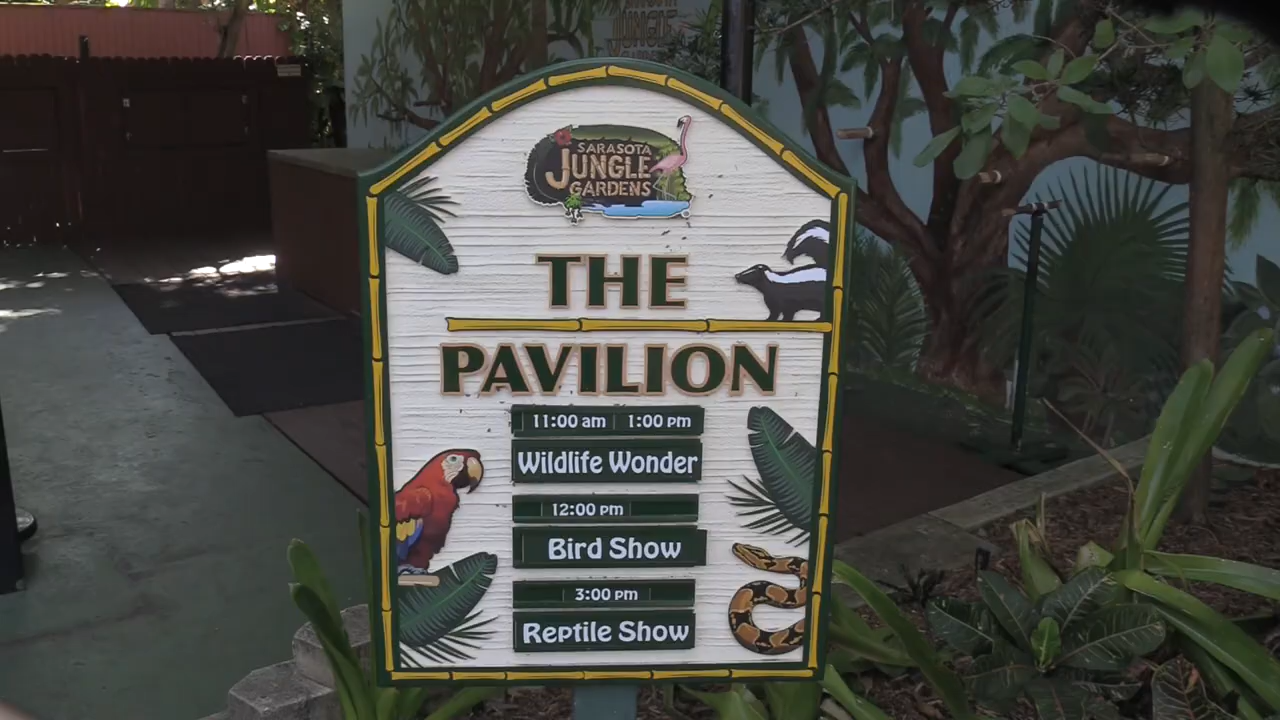 SARASOTA
JUNGLE
GARDENS
THE
PAVILION
11:00 am 1:00 pm
Wildlife Wonder
12:00 pm
Bird Show
3:00 pm
Reptile Show
JUNGLE